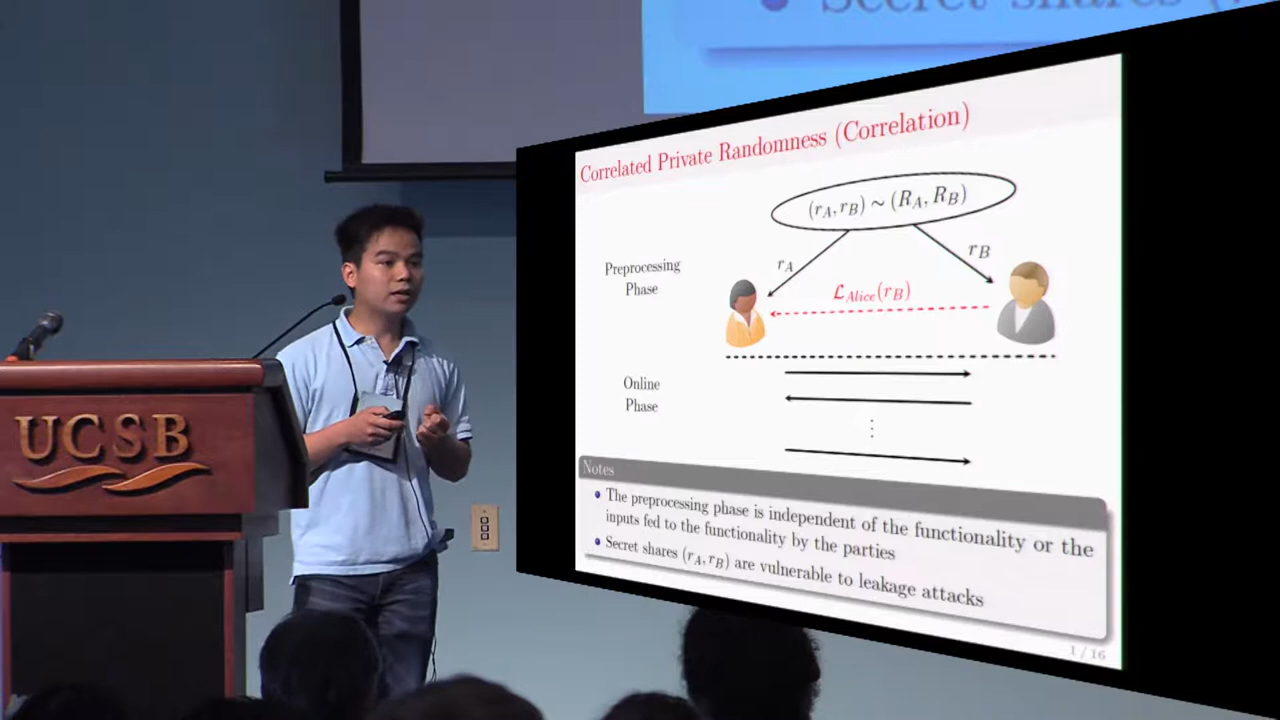 Secret shares
Correlated Private Randomness (Correlation)
(r_A, r_B) ∼ (R_A, R_B)
r_A
r_B
Preprocessing
Phase
𝓛_Alice(r_B)
Online
Phase
⋮
Notes
The preprocessing phase is independent of the functionality or the
inputs fed to the functionality by the parties
Secret shares (r_A, r_B) are vulnerable to leakage attacks
1 / 16
UCSB